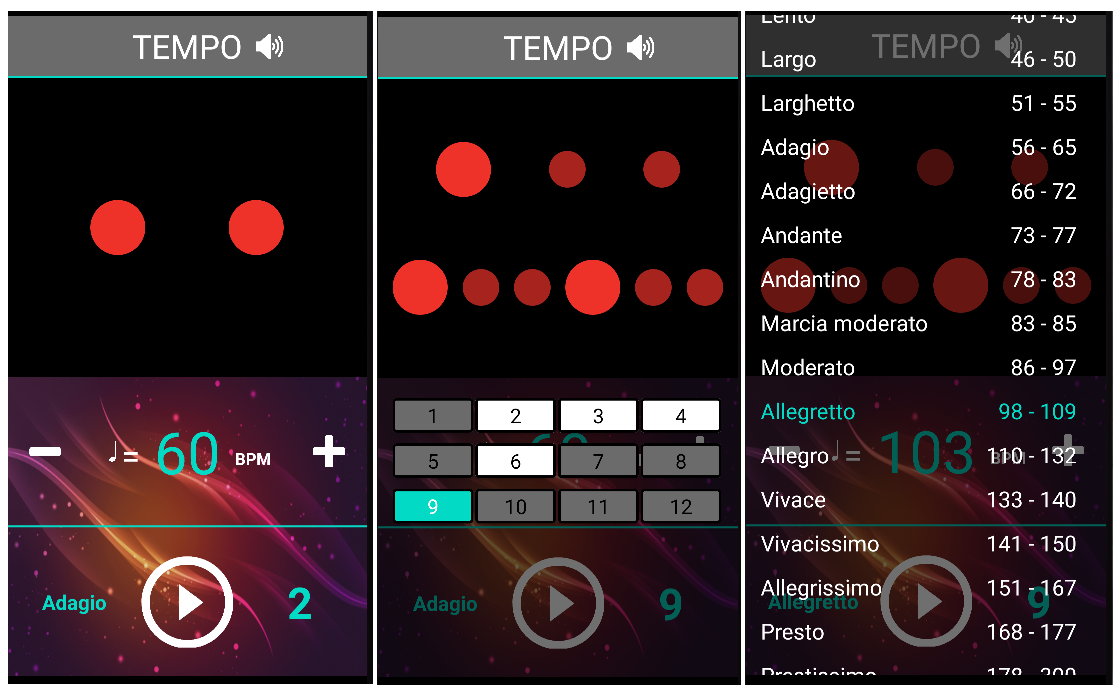 TEMPO
60 BPM
Adagio
2
TEMPO
1 2 3 4
5 6 7 8
9 10 11 12
Adagio
9
TEMPO
Lento 40 - 45
Largo 46 - 50
Larghetto 51 - 55
Adagio 56 - 65
Adagietto 66 - 72
Andante 73 - 77
Andantino 78 - 83
Marcia moderato 83 - 85
Moderato 86 - 97
Allegretto 98 - 109
= 103 BPM
Allegro 110 - 132
Vivace 133 - 140
Vivacissimo 141 - 150
Allegrissimo 151 - 167
Allegretto
9
Presto 168 - 177
Prestissimo